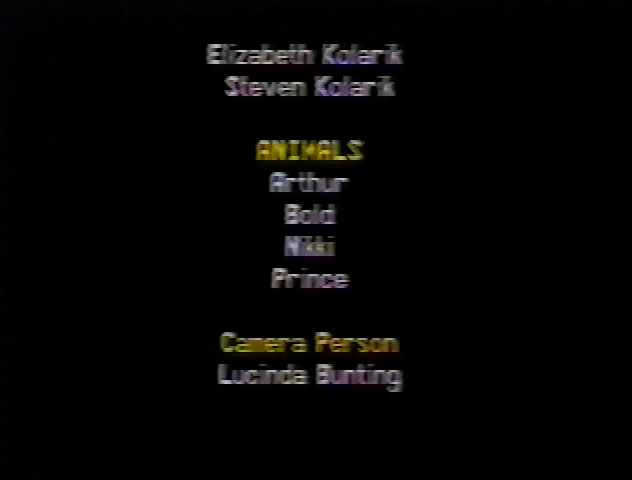 Elizabeth Kolarik
Steven Kolarik
ANIMALS
Arthur
Bold
Nikki
Prince
Camera Person
Lucinda Bunting